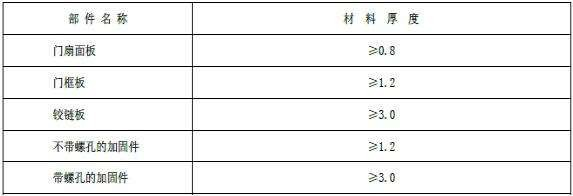 部件名称 材料厚度
门扇面板 ≥0.8
门框板 ≥1.2
铰链板 ≥3.0
不带螺孔的加固件 ≥1.2
带螺孔的加固件 ≥3.0